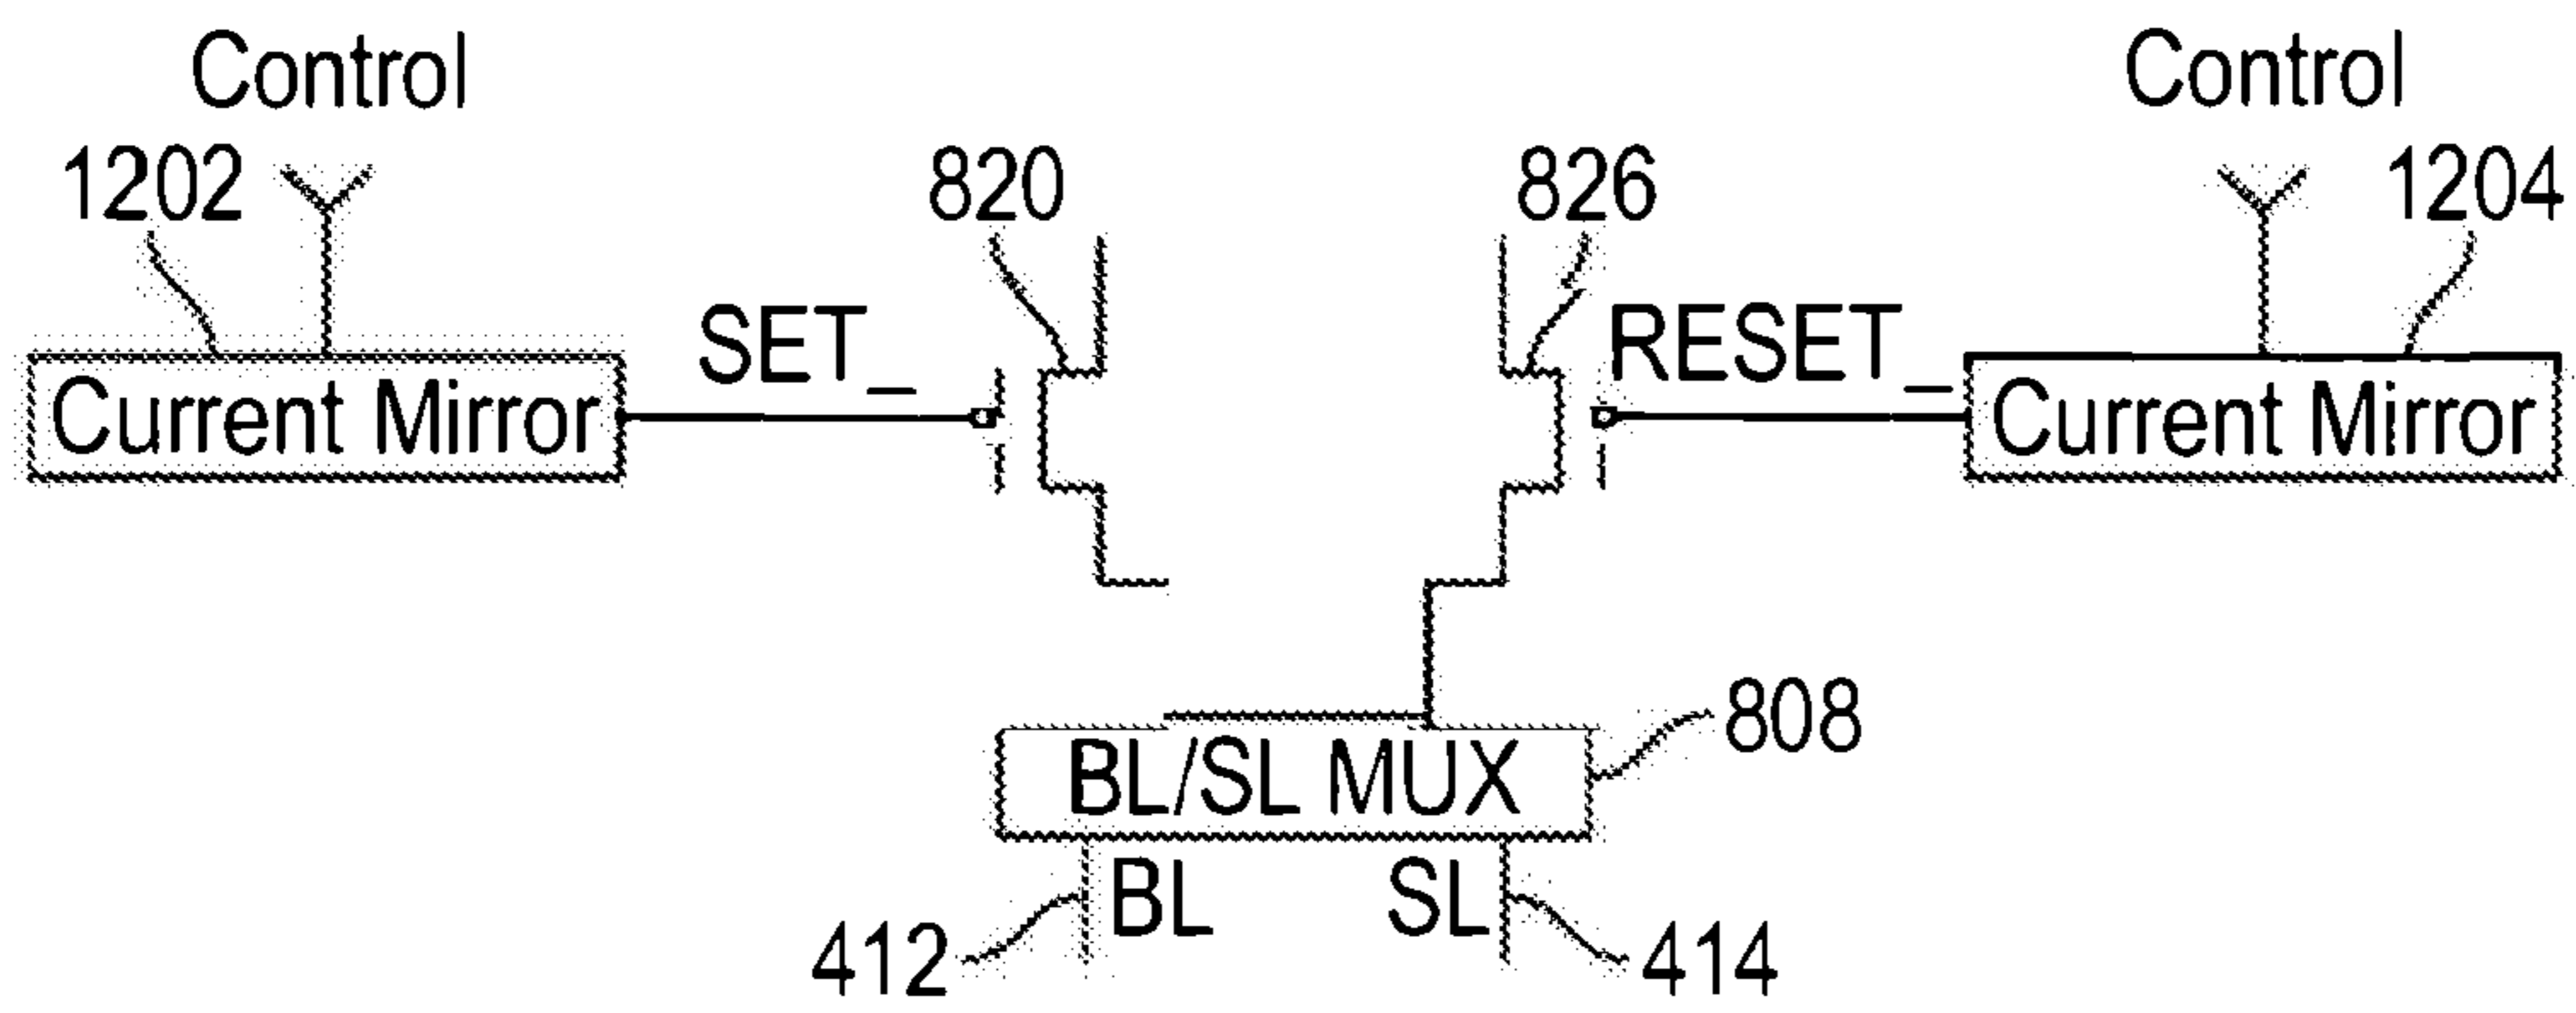 Control
Control
1202
820
826
1204
SET_
RESET_
Current Mirror
Current Mirror
808
BL/SL MUX
BL
SL
412
414